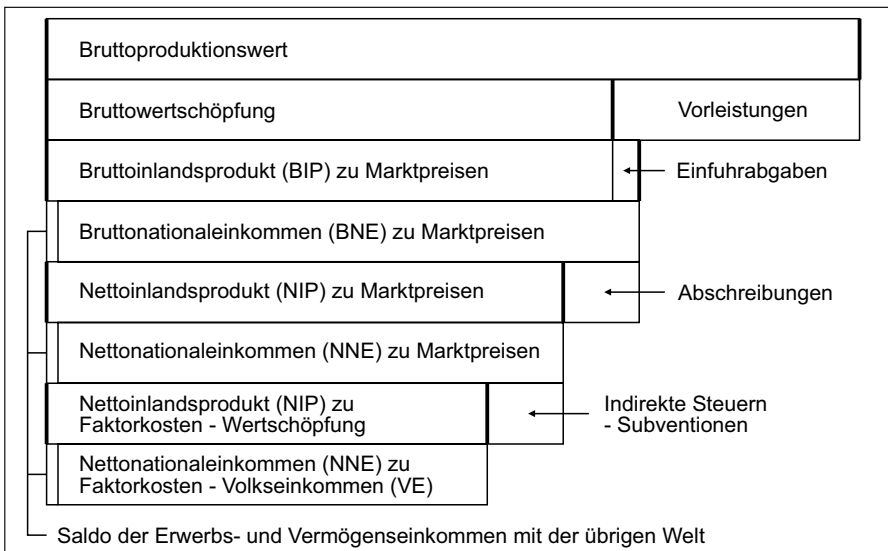 Bruttoproduktionswert
Bruttowertschöpfung
Vorleistungen
Bruttoinlandsprodukt (BIP) zu Marktpreisen
Einfuhrabgaben
Bruttonationaleinkommen (BNE) zu Marktpreisen
Nettoinlandsprodukt (NIP) zu Marktpreisen
Abschreibungen
Nettonationaleinkommen (NNE) zu Marktpreisen
Nettoinlandsprodukt (NIP) zu
Faktorkosten - Wertschöpfung
Indirekte Steuern
- Subventionen
Nettonationaleinkommen (NNE) zu
Faktorkosten - Volkseinkommen (VE)
Saldo der Erwerbs- und Vermögenseinkommen mit der übrigen Welt